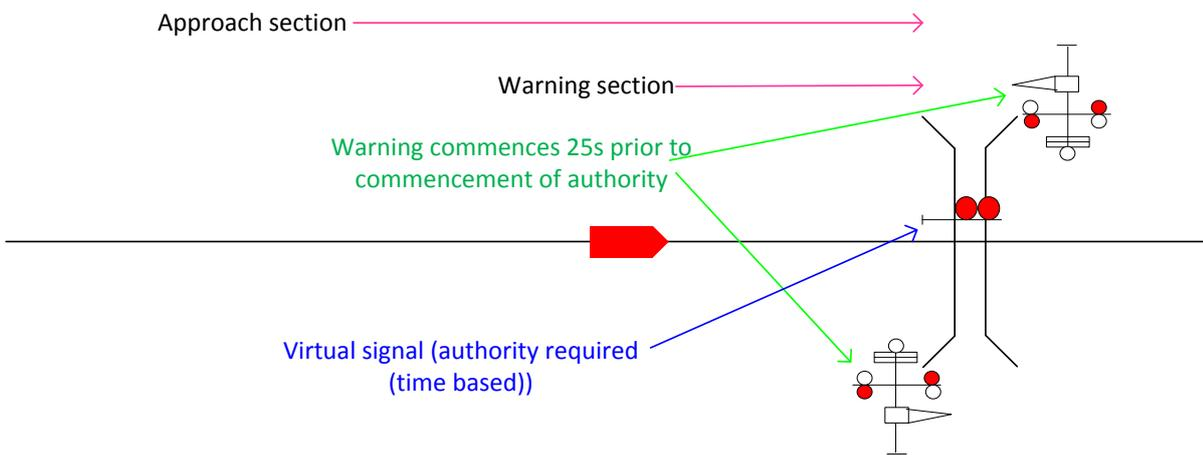 Approach section
Warning section
Warning commences 25s prior to
commencement of authority
Virtual signal (authority required
(time based))